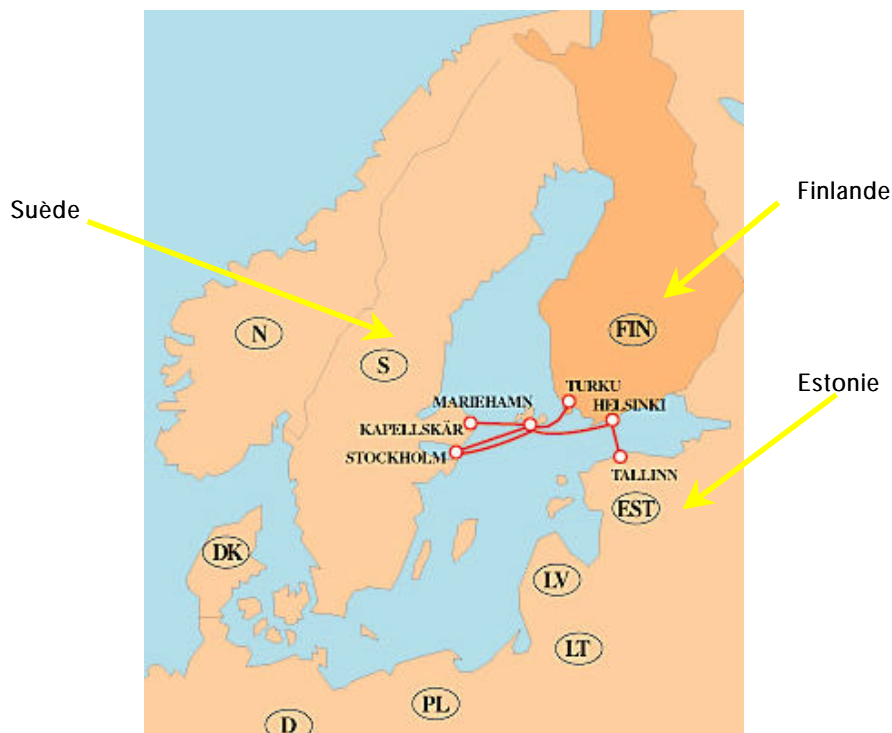 Suède
Finlande
N
FIN
S
Estonie
TURKU
MARIEHAMN
HELSINKI
KAPELLSKÄR
STOCKHOLM
TALLINN
EST
DK
LV
LT
PL
D